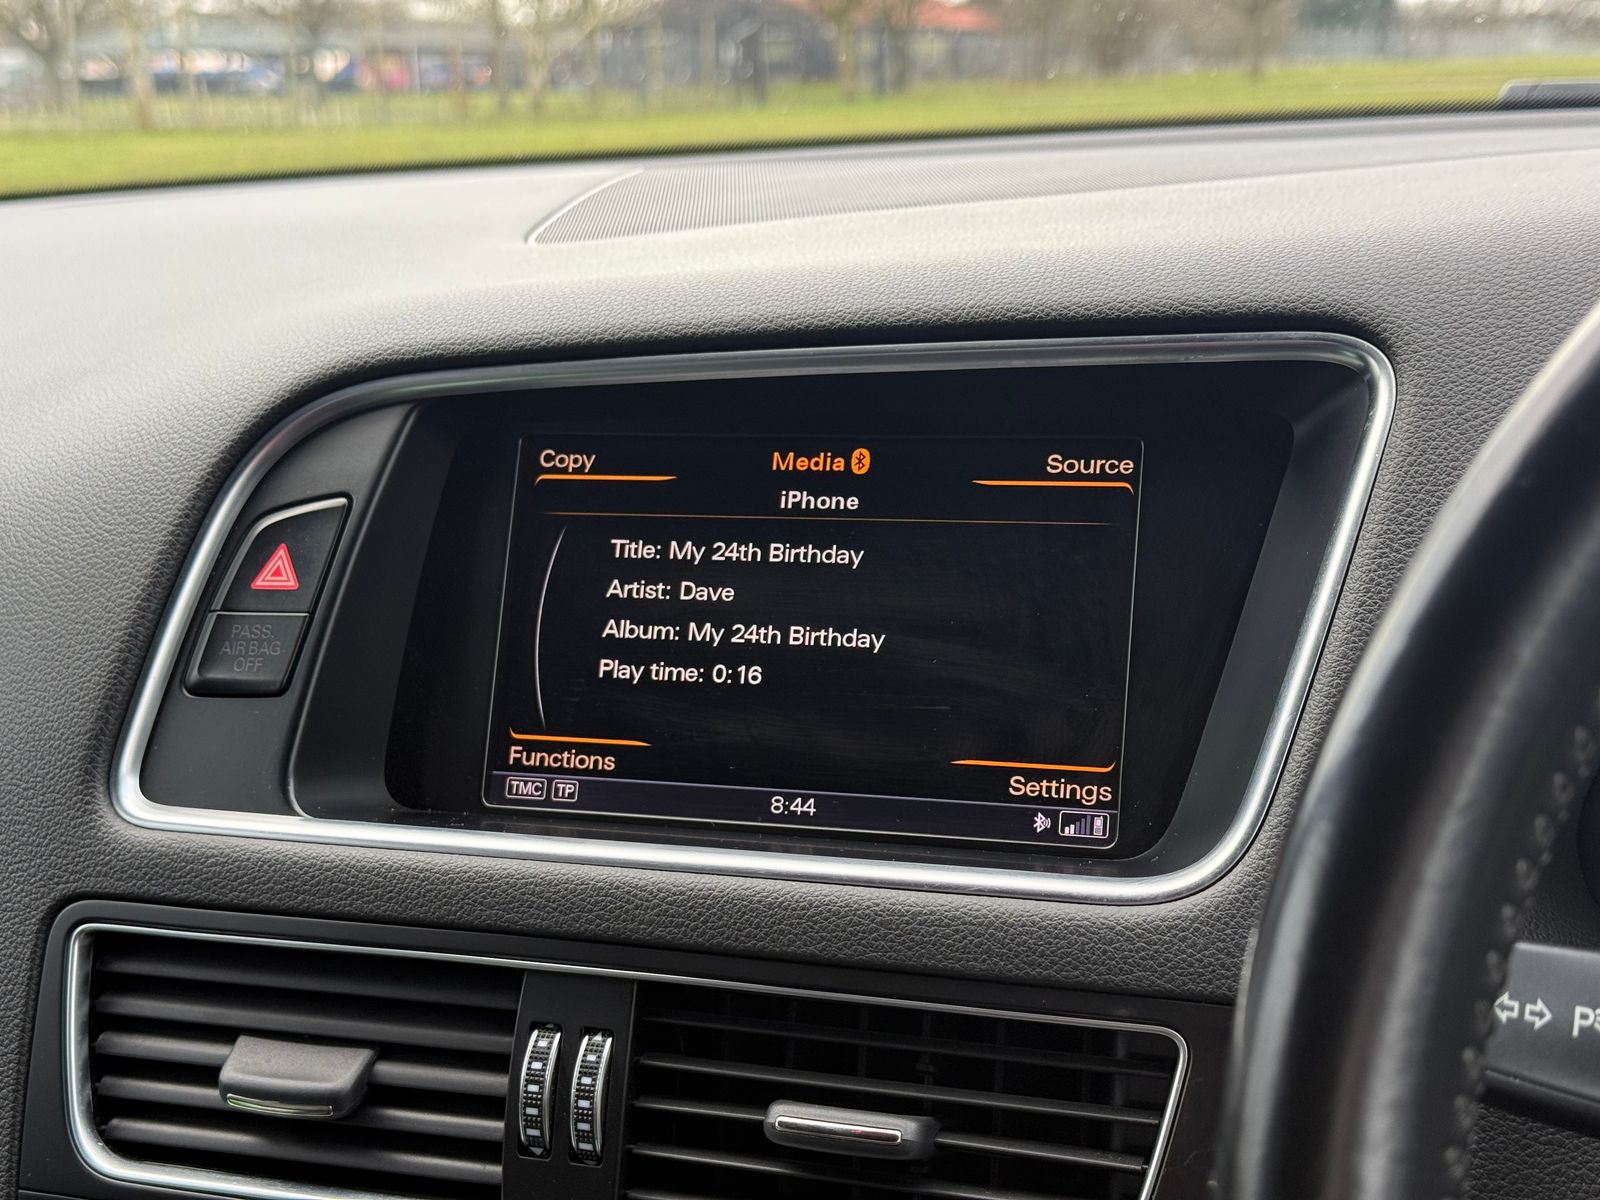 Copy
Media
Source
iPhone
Title: My 24th Birthday
Artist: Dave
Album: My 24th Birthday
Play time: 0:16
Functions
Settings
TMC TP
8:44
PASS.
AIR BAG
OFF